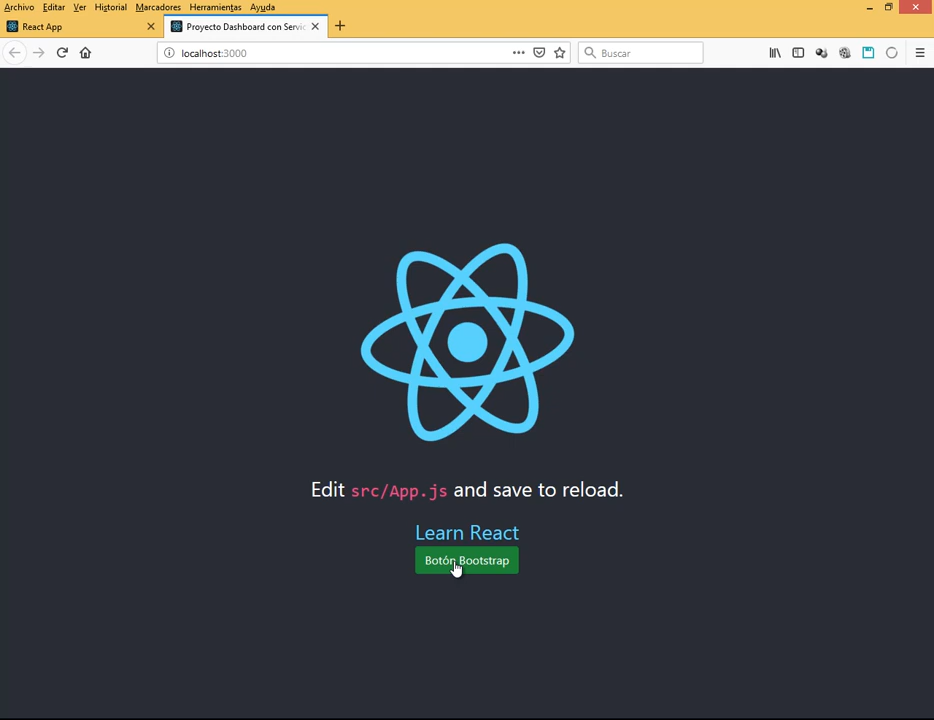 Archivo Editar Ver Historial Marcadores Herramientas Ayuda
React App
Proyecto Dashboard con Servic
localhost:3000
Buscar
Edit src/App.js and save to reload.
Learn React
Botón Bootstrap